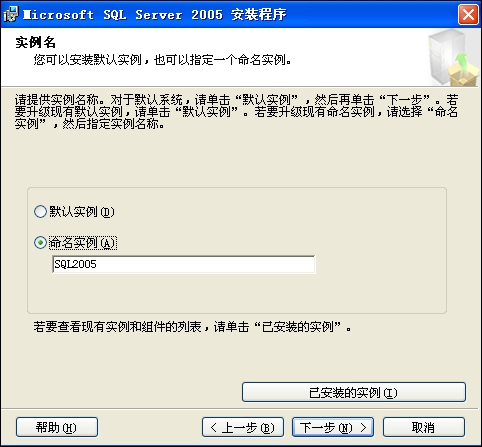 Microsoft SQL Server 2005 安装程序
实例名
您可以安装默认实例，也可以指定一个命名实例。
请提供实例名称。对于默认系统，请单击“默认实例”，然后再单击“下一步”。若
要升级现有默认实例，请单击“默认实例”。若要升级现有命名实例，请选择“命名
实例”，然后指定实例名称。
默认实例(D)
命名实例(A)
SQL2005
若要查看现有实例和组件的列表，请单击“已安装的实例”。
已安装的实例(I)
帮助(H)
< 上一步(B)
下一步(N) >
取消